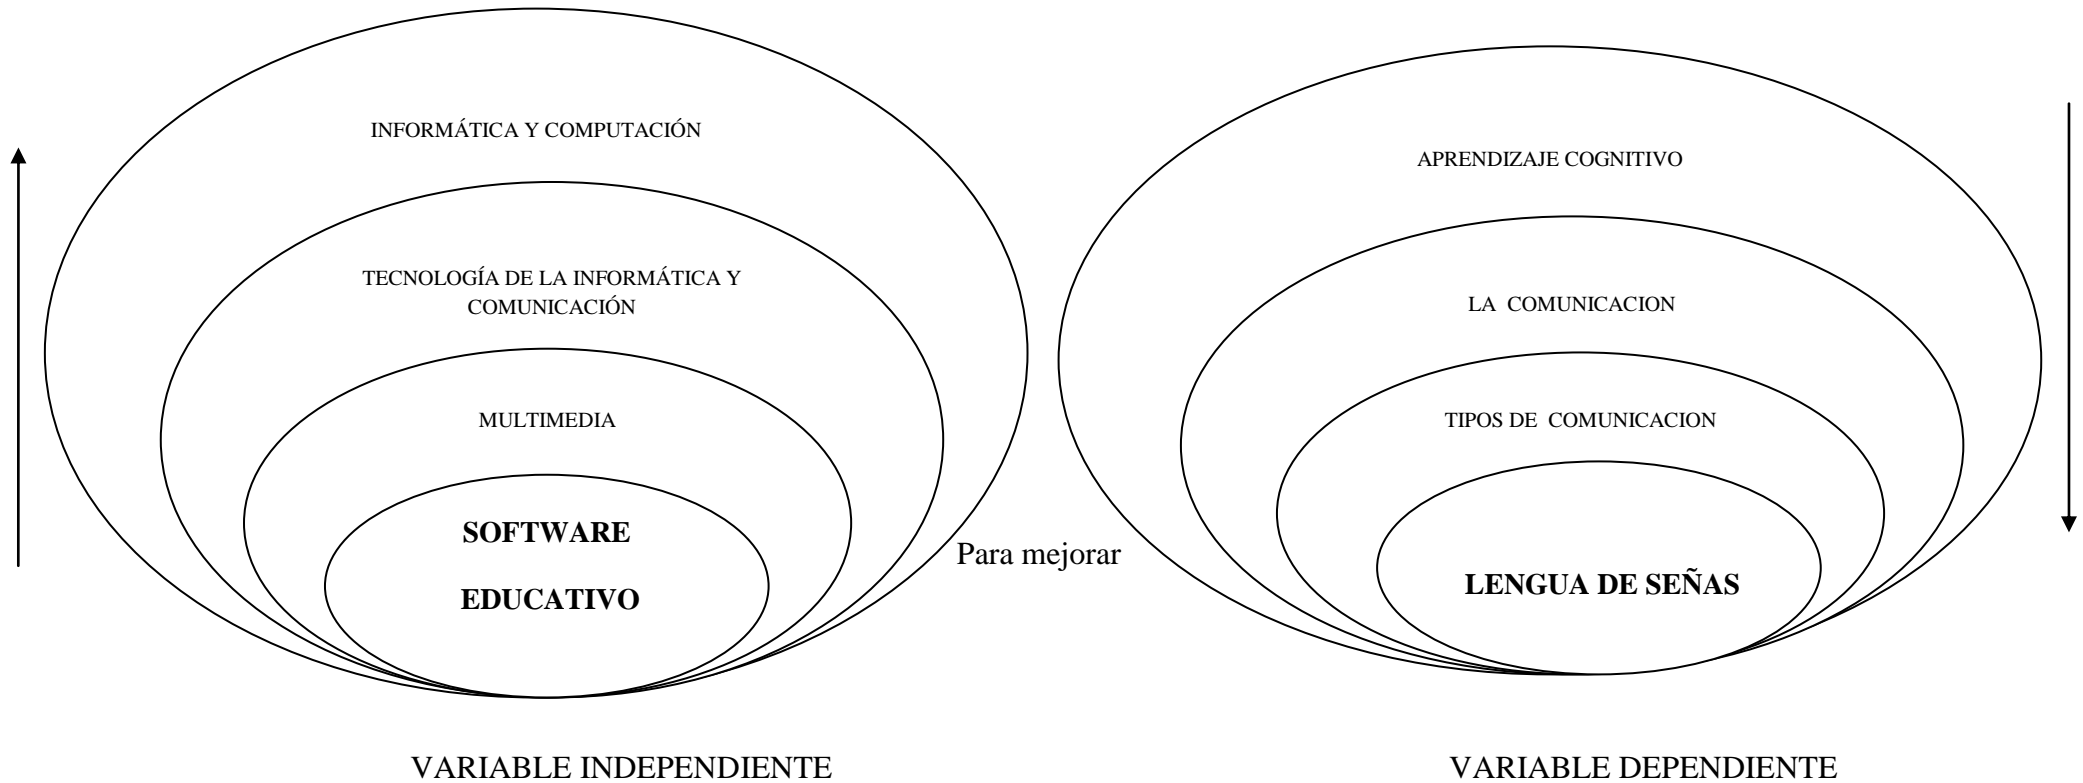 INFORMÁTICA Y COMPUTACIÓN
TECNOLOGÍA DE LA INFORMÁTICA Y
COMUNICACIÓN
MULTIMEDIA
SOFTWARE
EDUCATIVO
Para mejorar
APRENDIZAJE COGNITIVO
LA COMUNICACION
TIPOS DE COMUNICACION
LENGUA DE SEÑAS
VARIABLE INDEPENDIENTE
VARIABLE DEPENDIENTE